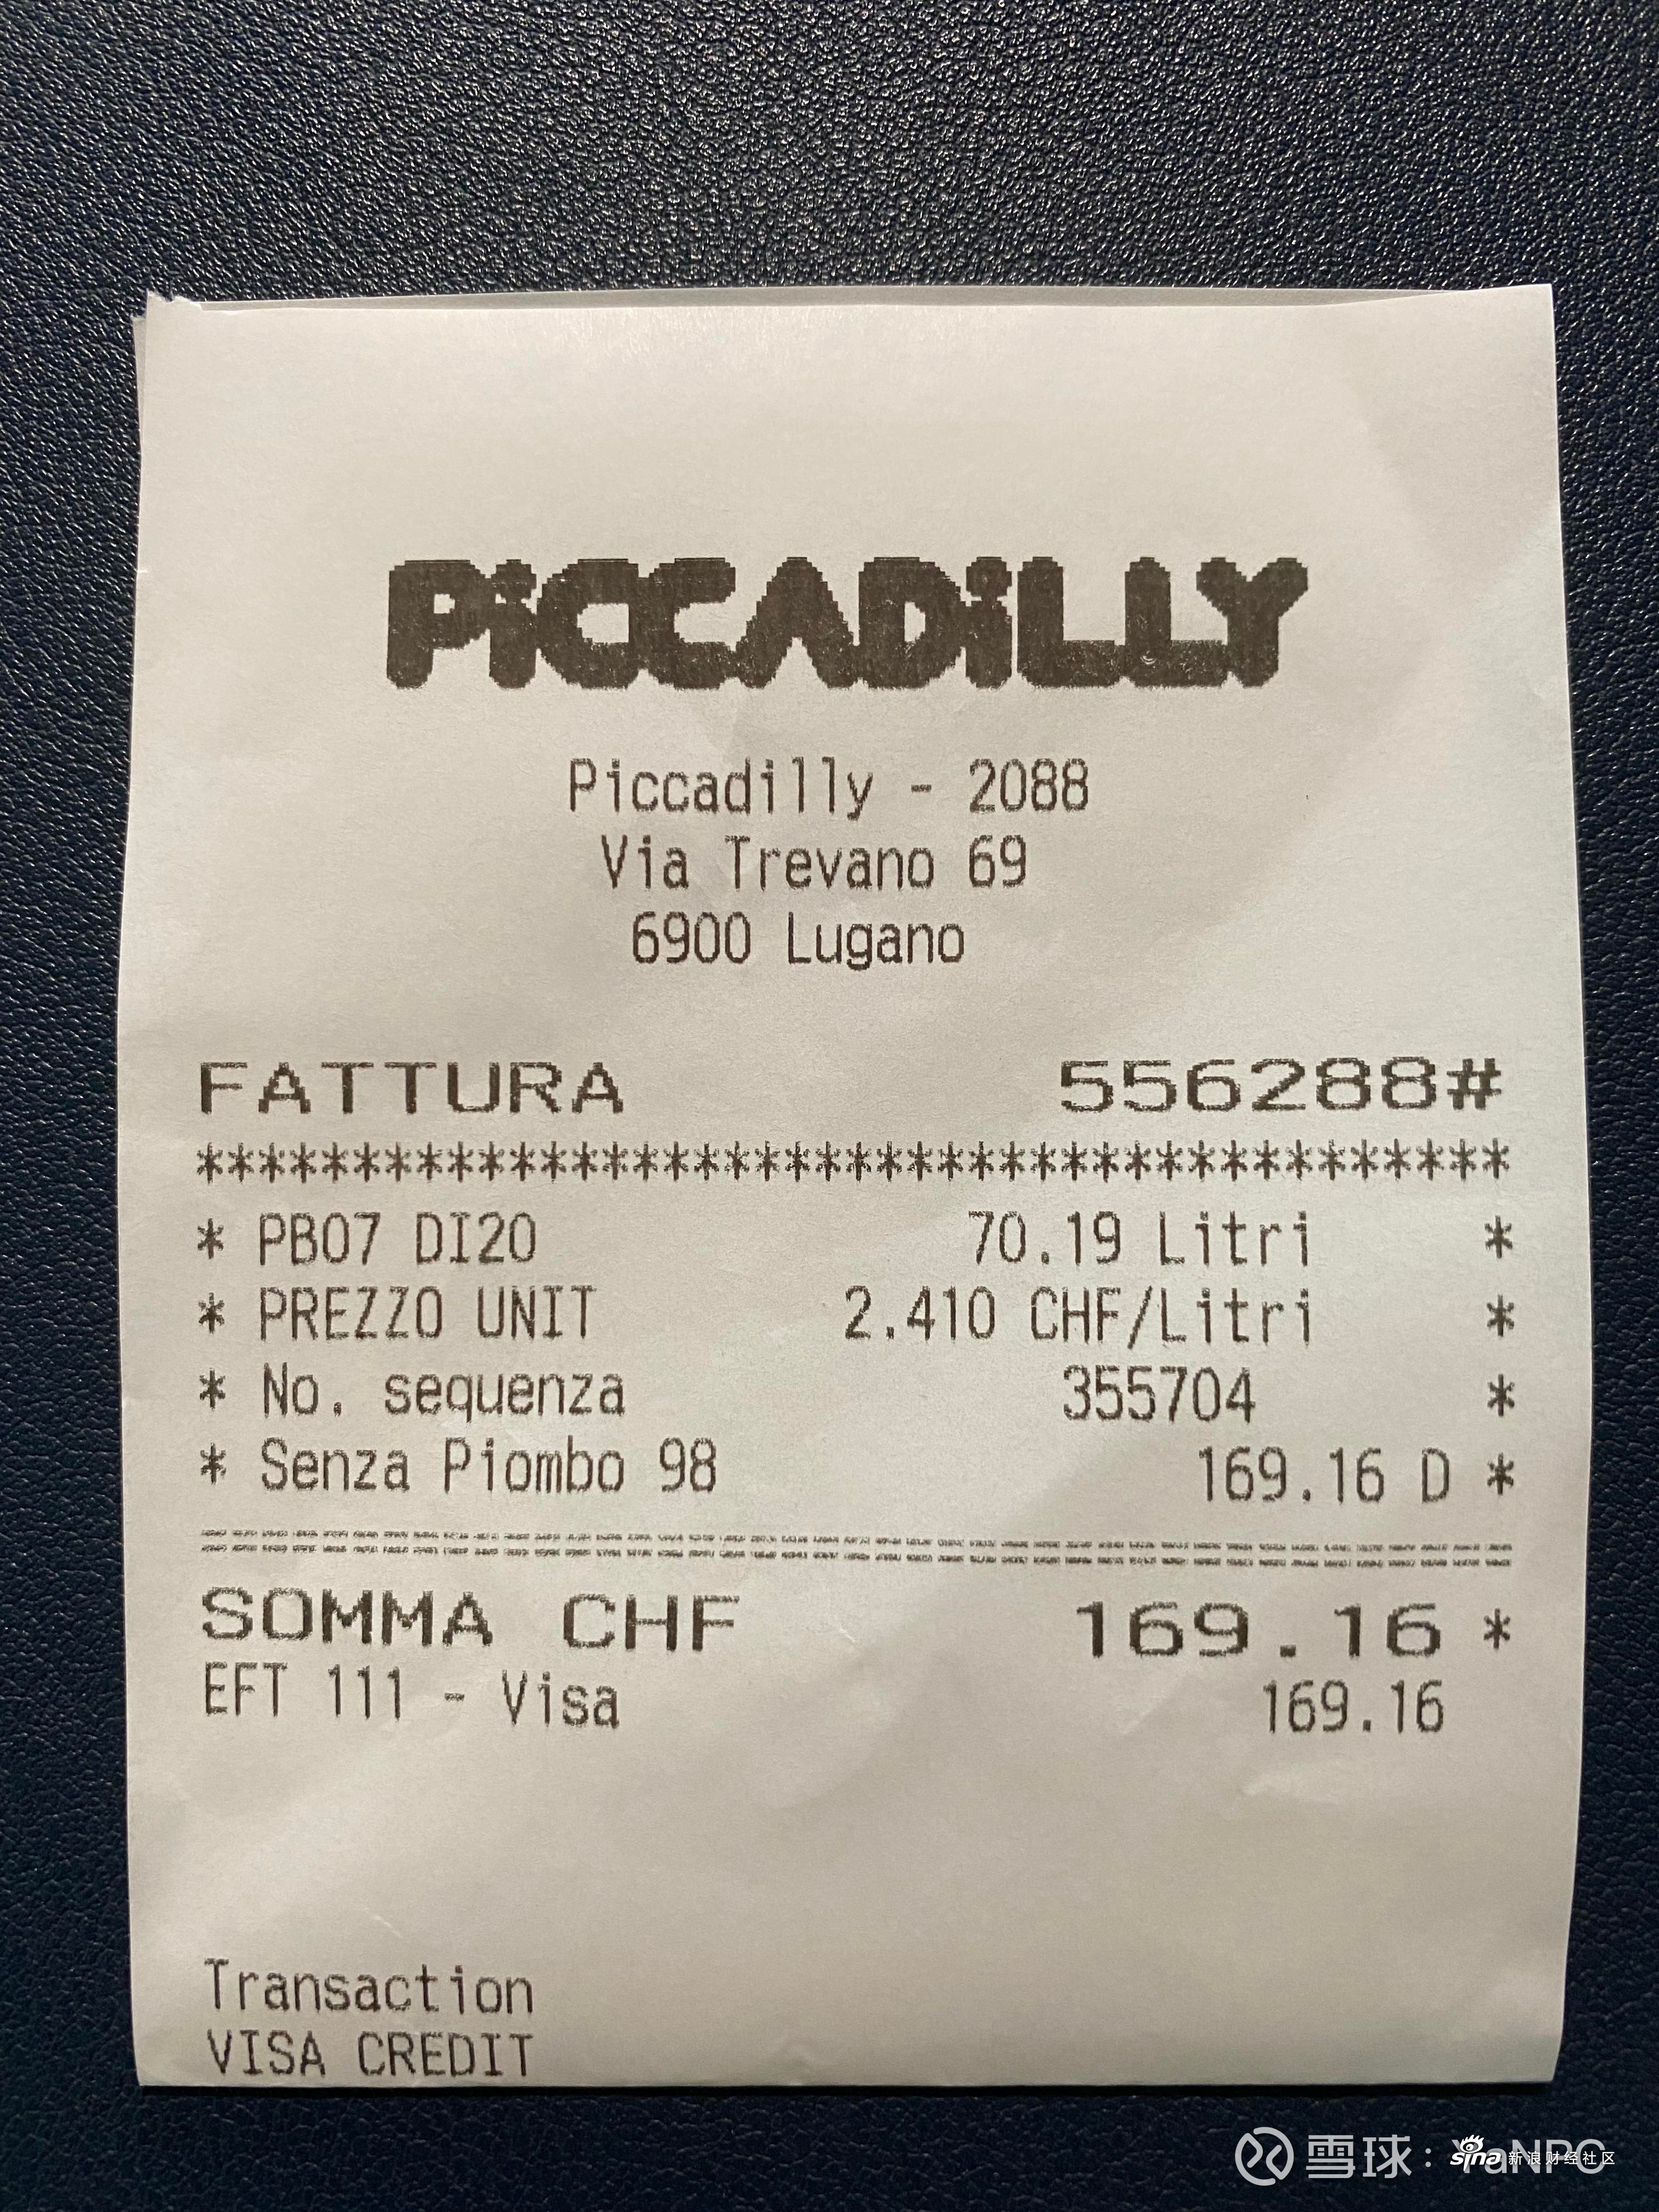 PiCCADiLLY
Piccadilly - 2088
Via Trevano 69
6900 Lugano
FATTURA 556288#
*******************************************
* PB07 DI20 70.19 Litri *
* PREZZO UNIT 2.410 CHF/Litri *
* No. sequenza 355704 *
* Senza Piombo 98 169.16 D *
SOMMA CHF 169.16 *
EFT 111 - Visa 169.16
Transaction
VISA CREDIT
雪球：YaNPC
sina 新浪财经社区